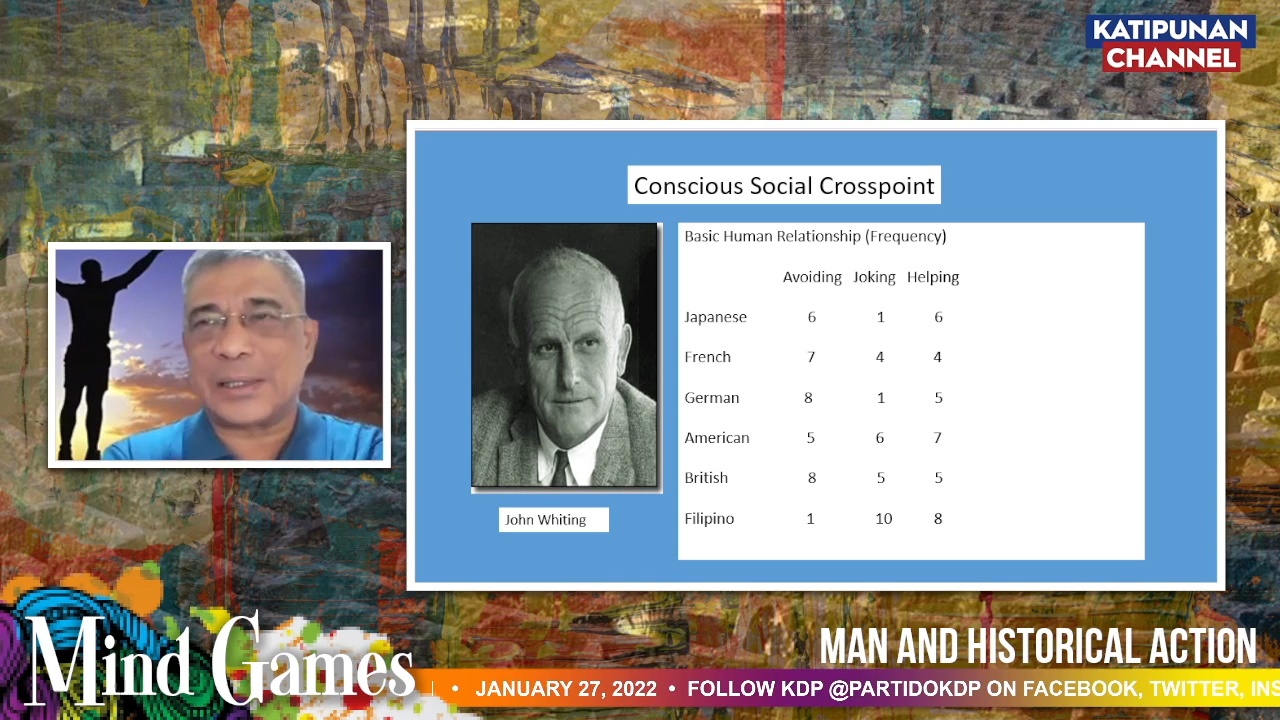 KATIPUNAN
CHANNEL
Conscious Social Crosspoint
Basic Human Relationship (Frequency)
Avoiding Joking Helping
Japanese 6 1 6
French 7 4 4
German 8 1 5
American 5 6 7
British 8 5 5
Filipino 1 10 8
John Whiting
Mind Games
MAN AND HISTORICAL ACTION
• JANUARY 27, 2022 • FOLLOW KDP @PARTIDOKDP ON FACEBOOK, TWITTER, INS